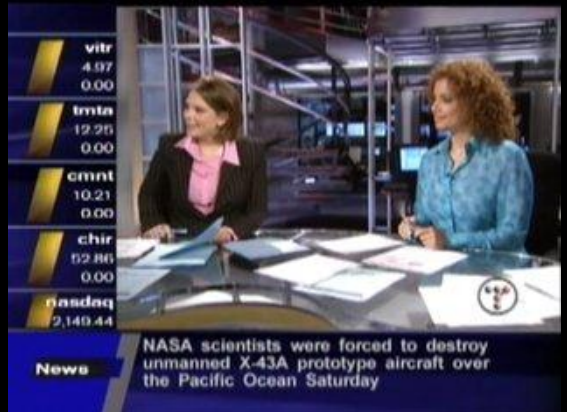 vitr
4.97
0.00
tmta
12.25
0.00
cmnt
10.21
0.00
chir
52.86
0.00
nasdaq
2,149.44
News
NASA scientists were forced to destroy
unmanned X-43A prototype aircraft over
the Pacific Ocean Saturday